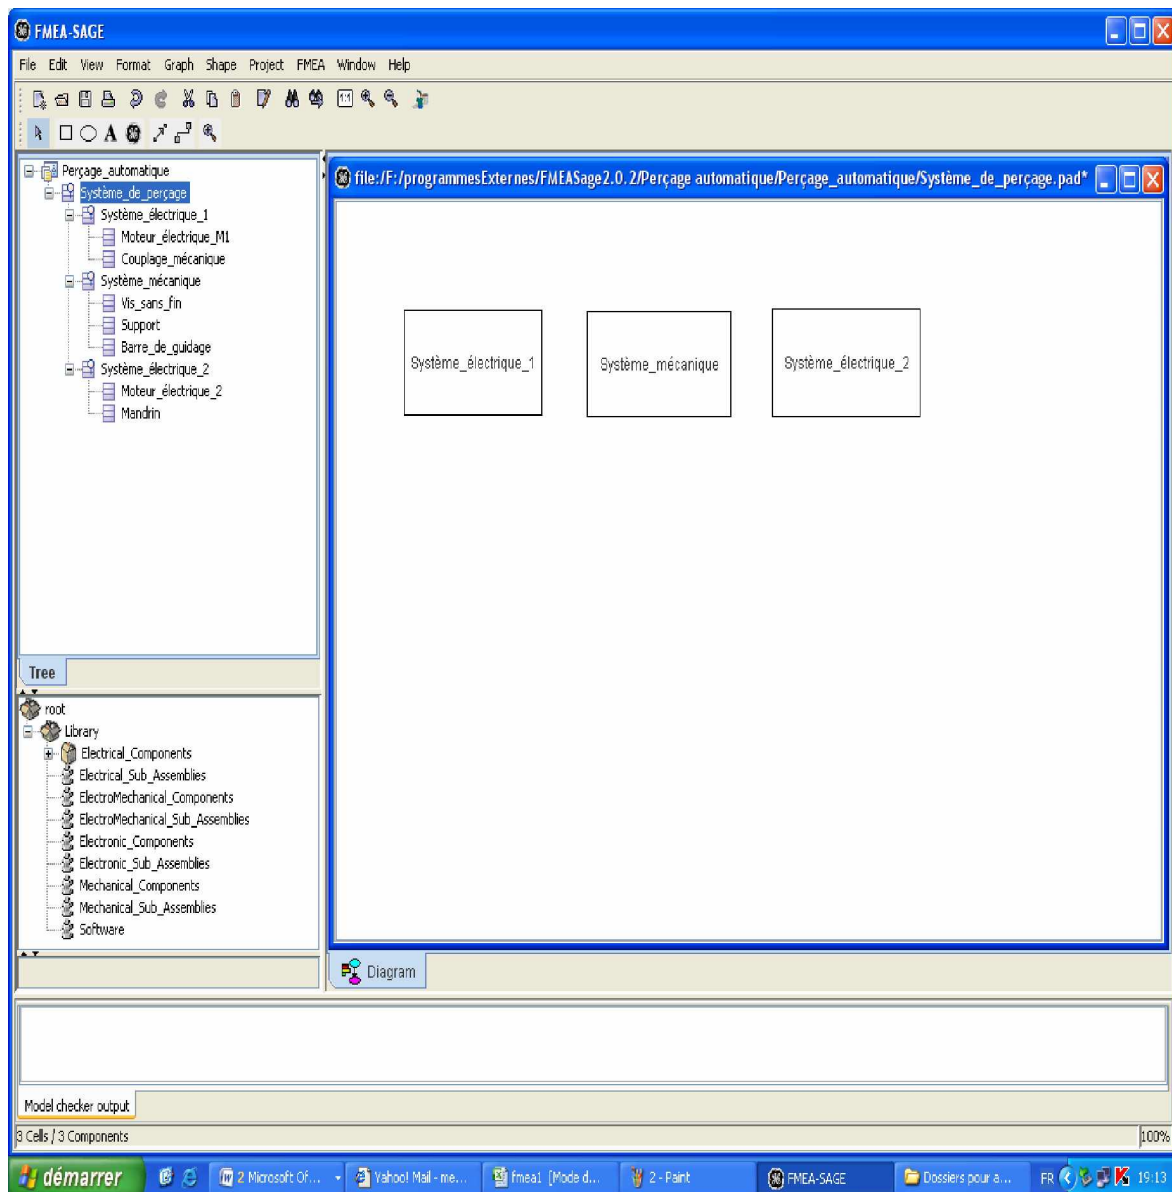 FMEA-SAGE
File Edit View Format Graph Shape Project FMEA Window Help
1:1
A
Perçage_automatique
Système_de_perçage
Système_électrique_1
Moteur_électrique_M1
Couplage_mécanique
Système_mécanique
Vis_sans_fin
Support
Barre_de_guidage
Système_électrique_2
Moteur_électrique_2
Mandrin
Tree
file:/F:/programmesExternes/FMEASage2.0.2/Perçage automatique/Perçage_automatique/Système_de_perçage.pad*
Système_électrique_1 Système_mécanique Système_électrique_2
root
Library
Electrical_Components
Electrical_Sub_Assemblies
ElectroMechanical_Components
ElectroMechanical_Sub_Assemblies
Electronic_Components
Electronic_Sub_Assemblies
Mechanical_Components
Mechanical_Sub_Assemblies
Software
Diagram
Model checker output
3 Cells / 3 Components 100%
démarrer 2 Microsoft Of... Yahoo! Mail - me... fmea1 [Mode d... 2 - Paint FMEA-SAGE Dossiers pour a... FR 19:13